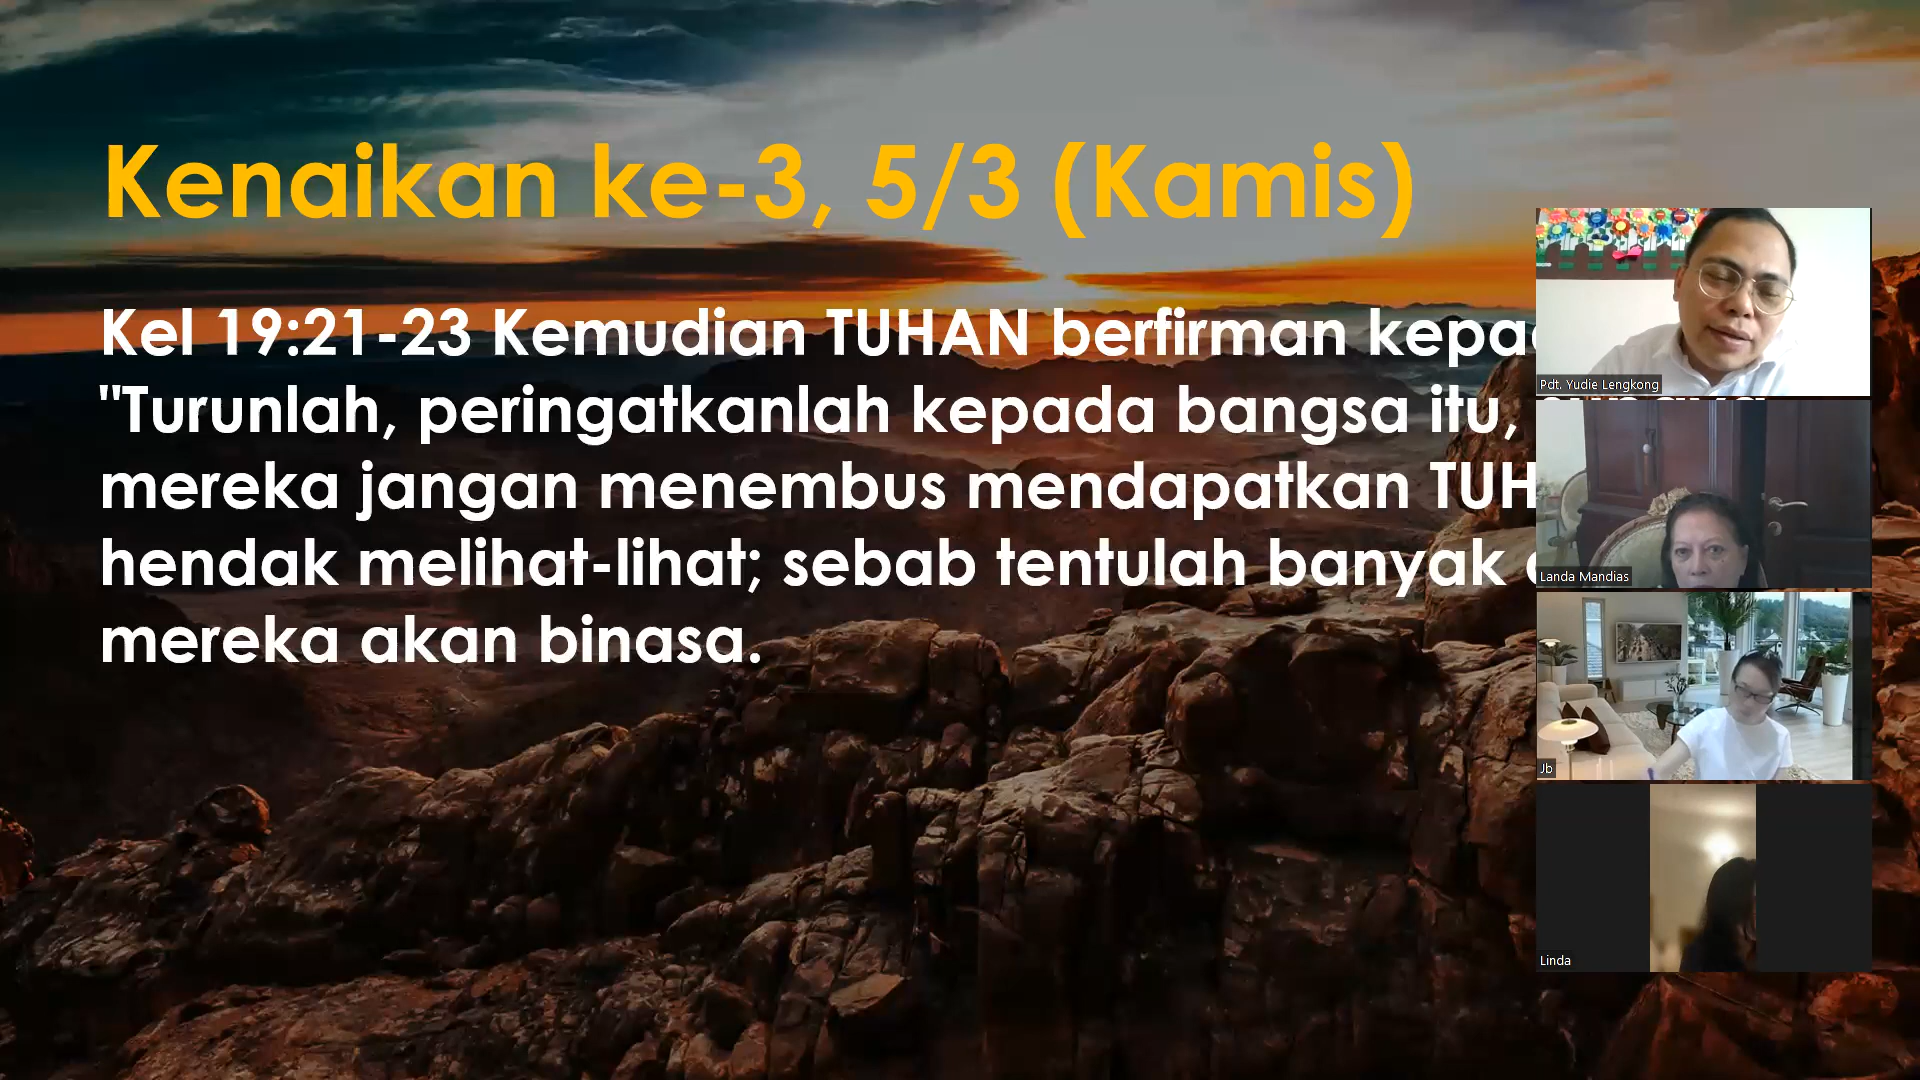 Kenaikan ke-3, 5/3 (Kamis)
Kel 19:21-23 Kemudian TUHAN berfirman
"Turunlah, peringatkanlah kepada bangsa itu,
mereka jangan menembus mendapatkan
hendak melihat-lihat; sebab tentulah banyak
mereka akan binasa.
Pdt. Yudie Lengkong
Landa Mandias
Jb
Linda